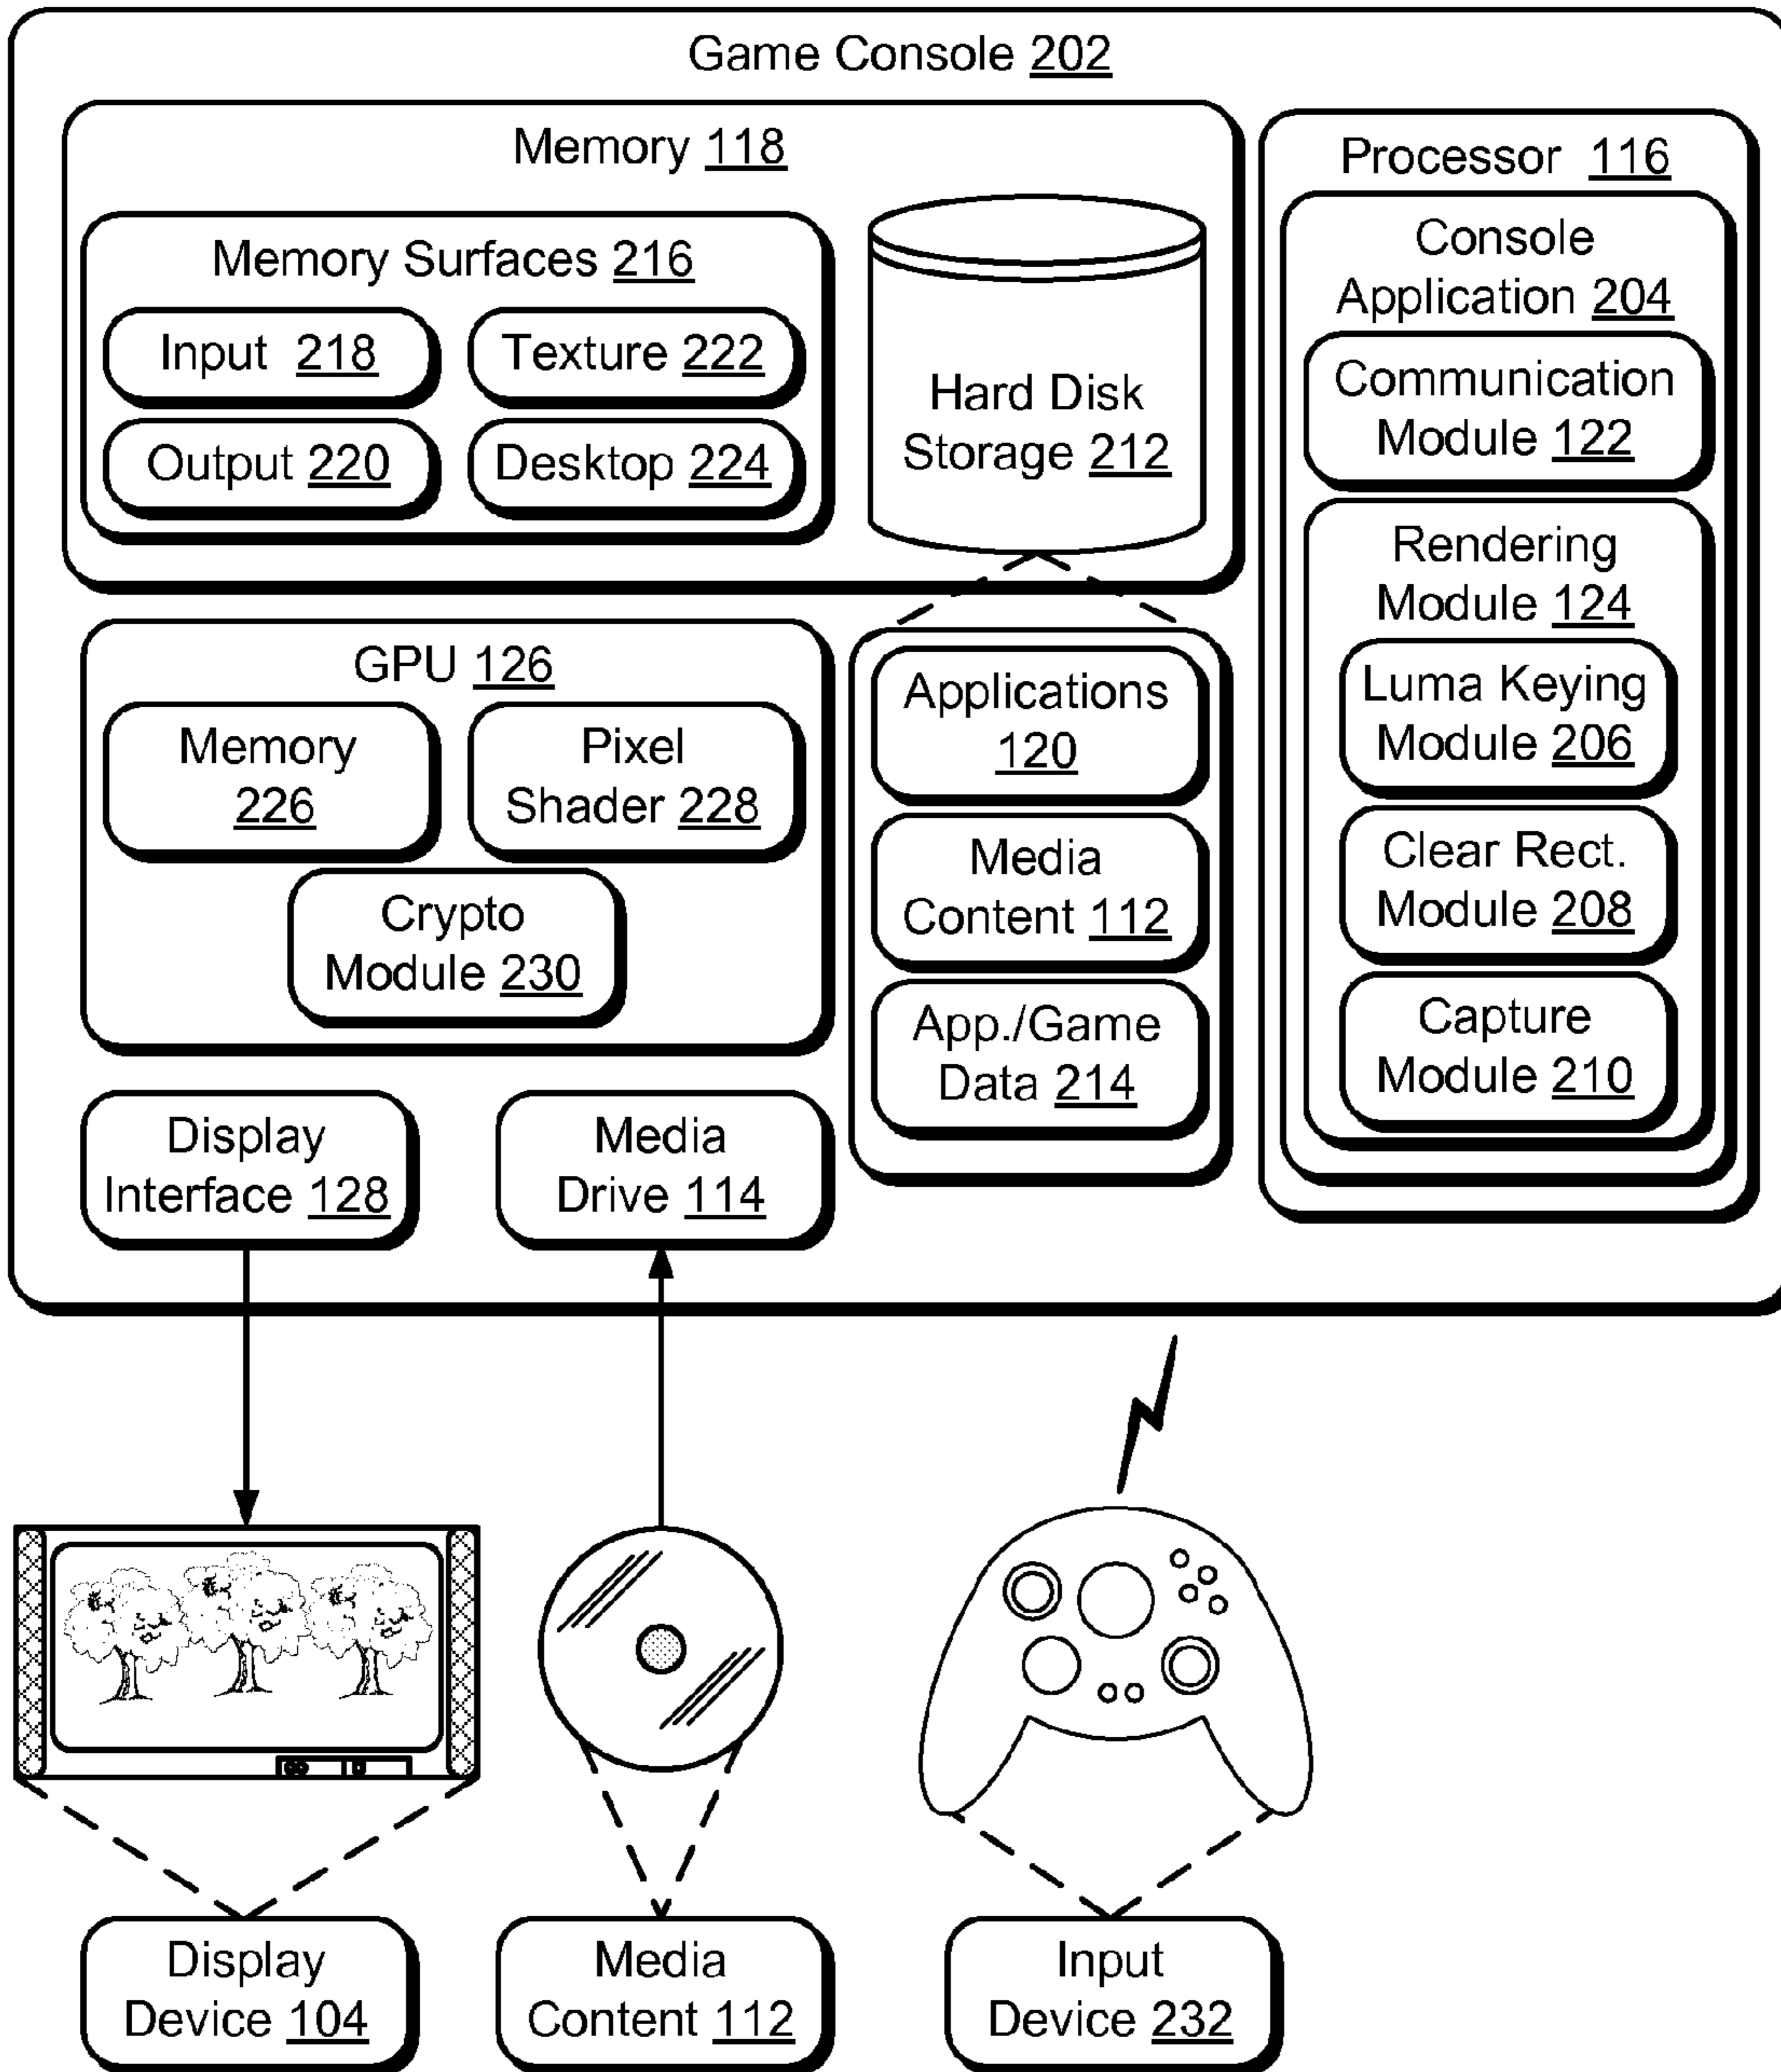 Game Console 202
Memory 118
Memory Surfaces 216
Input 218
Texture 222
Output 220
Desktop 224
Hard Disk
Storage 212
Processor 116
Console
Application 204
Communication
Module 122
Rendering
Module 124
Luma Keying
Module 206
Clear Rect.
Module 208
Capture
Module 210
GPU 126
Memory
226
Pixel
Shader 228
Crypto
Module 230
Applications
120
Media
Content 112
App./Game
Data 214
Display
Interface 128
Media
Drive 114
Display
Device 104
Media
Content 112
Input
Device 232